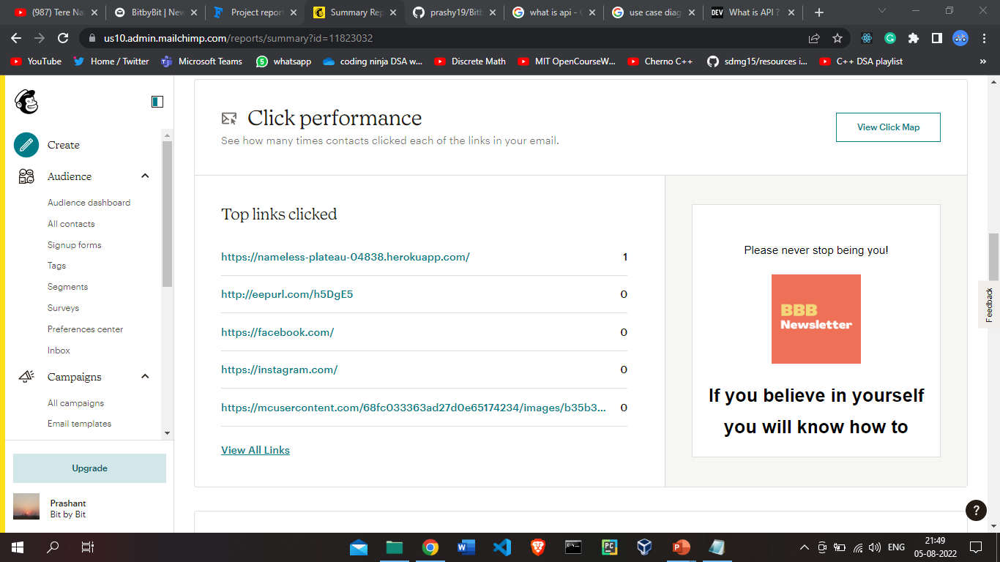 (987) Tere Na
BitbyBit | New
Project report
Summary Rep
prashy19/Bitb
what is api - G
use case diag
DEV What is API ?
us10.admin.mailchimp.com/reports/summary?id=11823032
YouTube
Home / Twitter
Microsoft Teams
whatsapp
coding ninja DSA w...
Discrete Math
MIT OpenCourseW...
Cherno C++
sdmg15/resources i...
C++ DSA playlist
»
Create
Audience
Audience dashboard
All contacts
Signup forms
Tags
Segments
Surveys
Preferences center
Inbox
Campaigns
All campaigns
Email templates
Upgrade
Prashant
Bit by Bit
Click performance
See how many times contacts clicked each of the links in your email.
View Click Map
Top links clicked
https://nameless-plateau-04838.herokuapp.com/ 1
http://eepurl.com/h5DgE5 0
https://facebook.com/ 0
https://instagram.com/ 0
https://mcusercontent.com/68fc033363ad27d0e65174234/images/b35b3... 0
View All Links
Please never stop being you!
BBB
Newsletter
If you believe in yourself
you will know how to
Feedback
?
ENG
21:49
05-08-2022